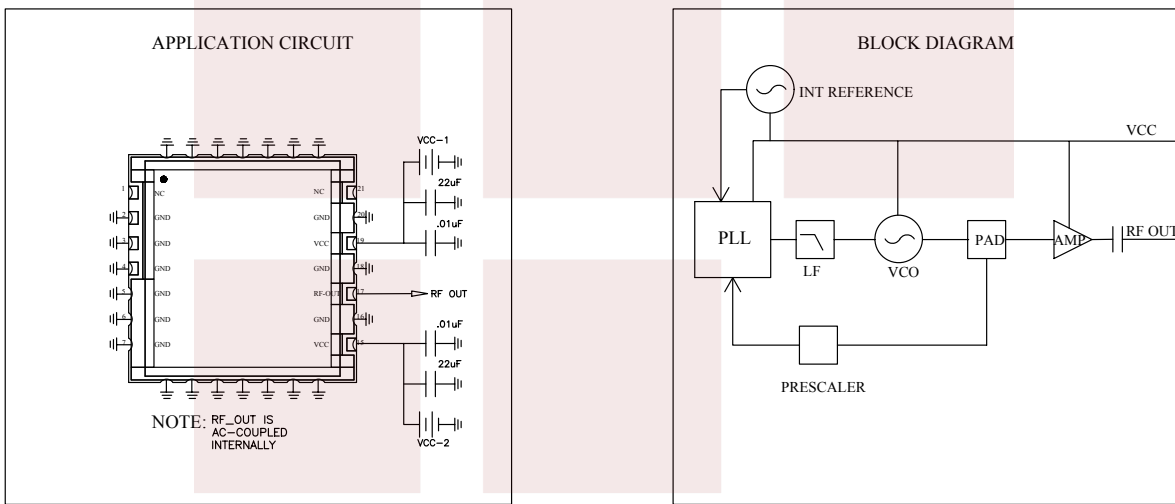 APPLICATION CIRCUIT
VCC-1
22uF
.01uF
1
NC
NC
21
2
GND
GND
20
3
GND
VCC
19
4
GND
GND
18
5
GND
RF-OUT
17
RF OUT
6
GND
GND
16
7
GND
VCC
15
.01uF
22uF
VCC-2
NOTE: RF_OUT IS
AC-COUPLED
INTERNALLY
BLOCK DIAGRAM
INT REFERENCE
VCC
PLL
LF
VCO
PAD
AMP
RF OUT
PRESCALER